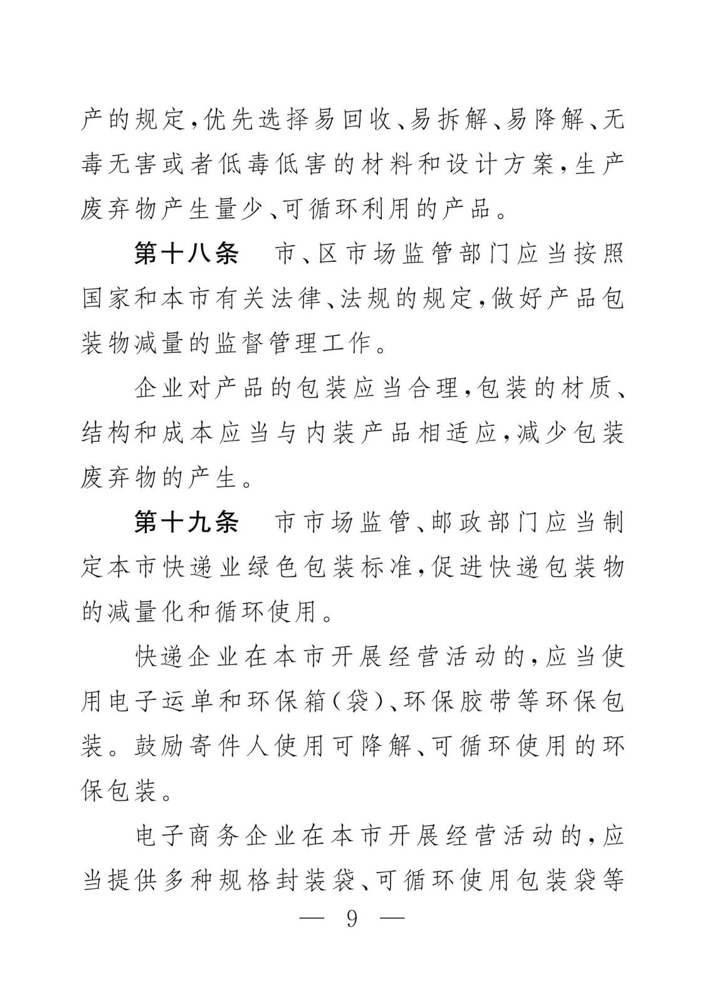 产的规定,优先选择易回收、易拆解、易降解、无
毒无害或者低毒低害的材料和设计方案,生产
废弃物产生量少、可循环利用的产品。
第十八条　市、区市场监管部门应当按照
国家和本市有关法律、法规的规定,做好产品包
装物减量的监督管理工作。
企业对产品的包装应当合理,包装的材质、
结构和成本应当与内装产品相适应,减少包装
废弃物的产生。
第十九条　市市场监管、邮政部门应当制
定本市快递业绿色包装标准,促进快递包装物
的减量化和循环使用。
快递企业在本市开展经营活动的,应当使
用电子运单和环保箱(袋)、环保胶带等环保包
装。鼓励寄件人使用可降解、可循环使用的环
保包装。
电子商务企业在本市开展经营活动的,应
当提供多种规格封装袋、可循环使用包装袋等
— 9 —